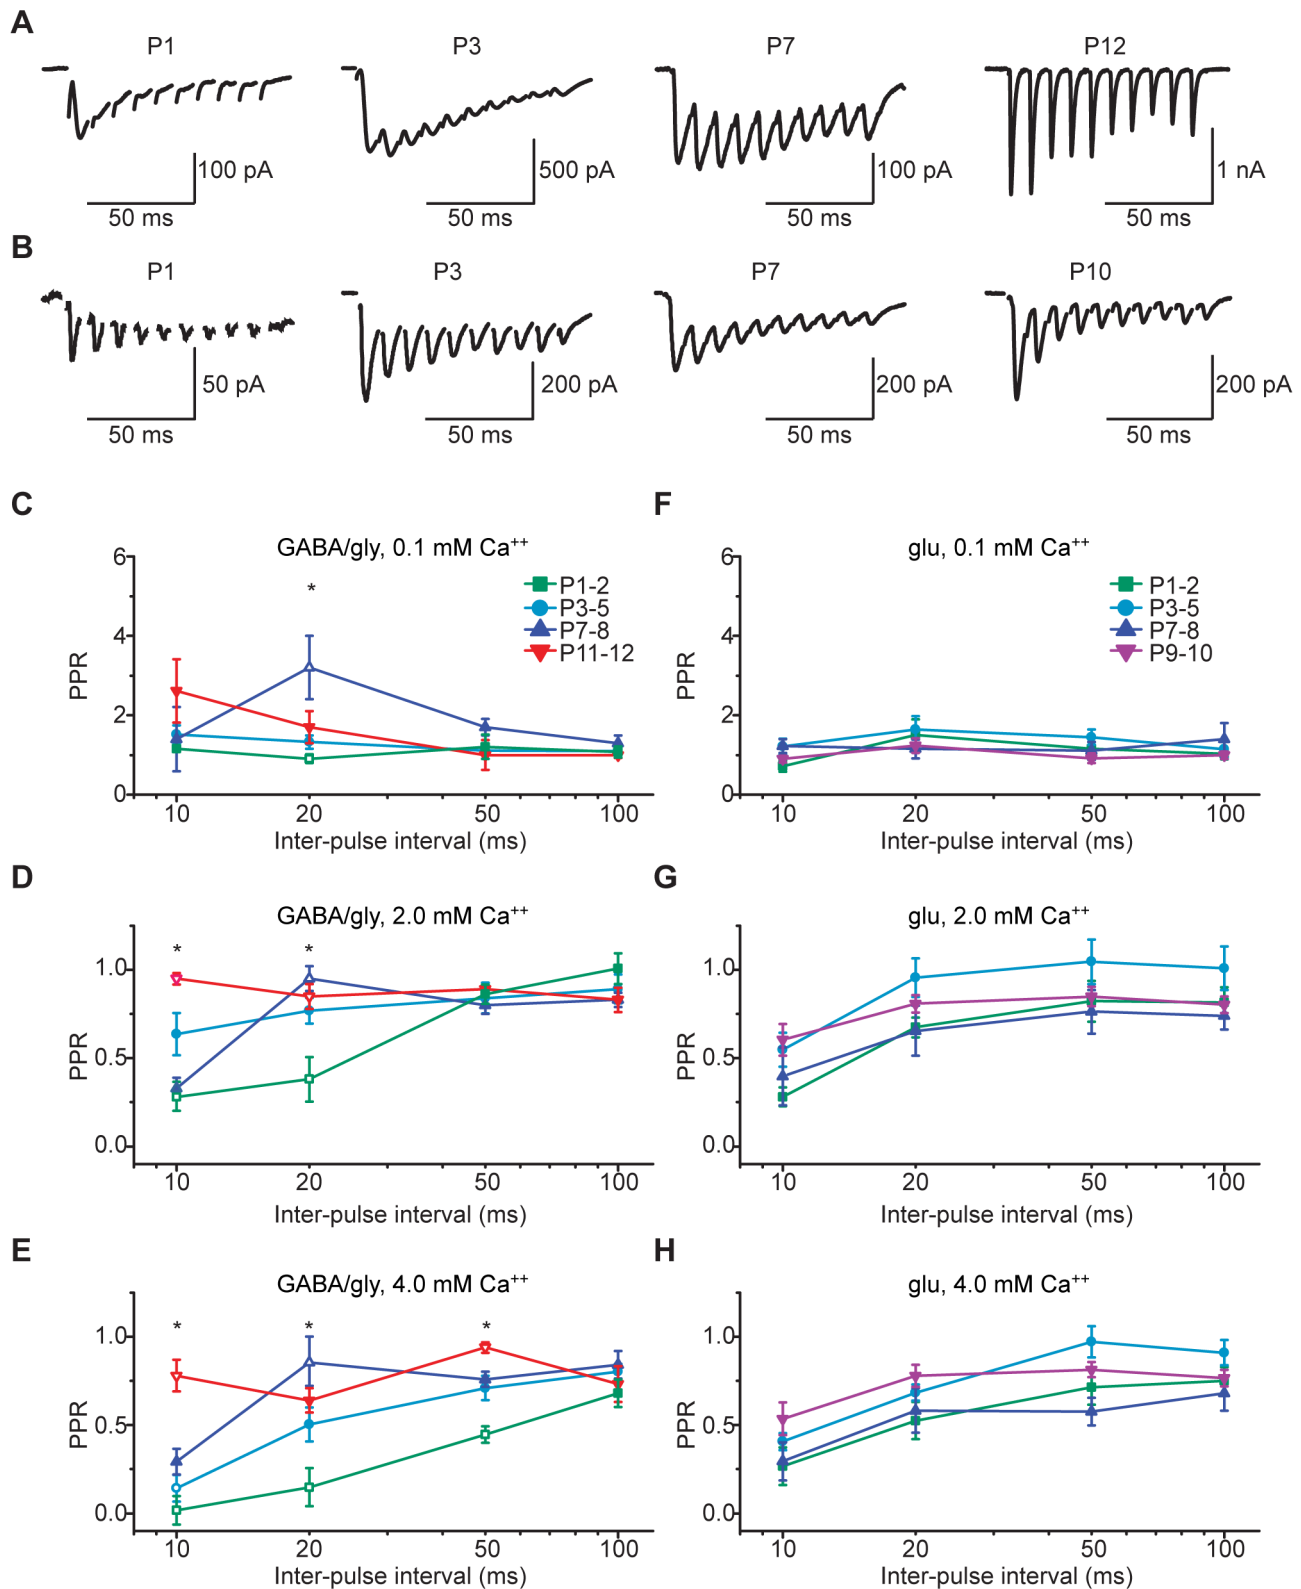 A
P1
P3
P7
P12
100 pA
500 pA
100 pA
1 nA
50 ms
50 ms
50 ms
50 ms
B
P1
P3
P7
P10
50 pA
200 pA
200 pA
200 pA
50 ms
50 ms
50 ms
50 ms
C
GABA/gly, 0.1 mM Ca⁺⁺
*
P1-2
P3-5
P7-8
P11-12
PPR
6
4
2
0
10 20 50 100
Inter-pulse interval (ms)
F
glu, 0.1 mM Ca⁺⁺
P1-2
P3-5
P7-8
P9-10
PPR
6
4
2
0
10 20 50 100
Inter-pulse interval (ms)
D
GABA/gly, 2.0 mM Ca⁺⁺
* *
PPR
1.0
0.5
0.0
10 20 50 100
Inter-pulse interval (ms)
G
glu, 2.0 mM Ca⁺⁺
PPR
1.0
0.5
0.0
10 20 50 100
Inter-pulse interval (ms)
E
GABA/gly, 4.0 mM Ca⁺⁺
* * *
PPR
1.0
0.5
0.0
10 20 50 100
Inter-pulse interval (ms)
H
glu, 4.0 mM Ca⁺⁺
PPR
1.0
0.5
0.0
10 20 50 100
Inter-pulse interval (ms)